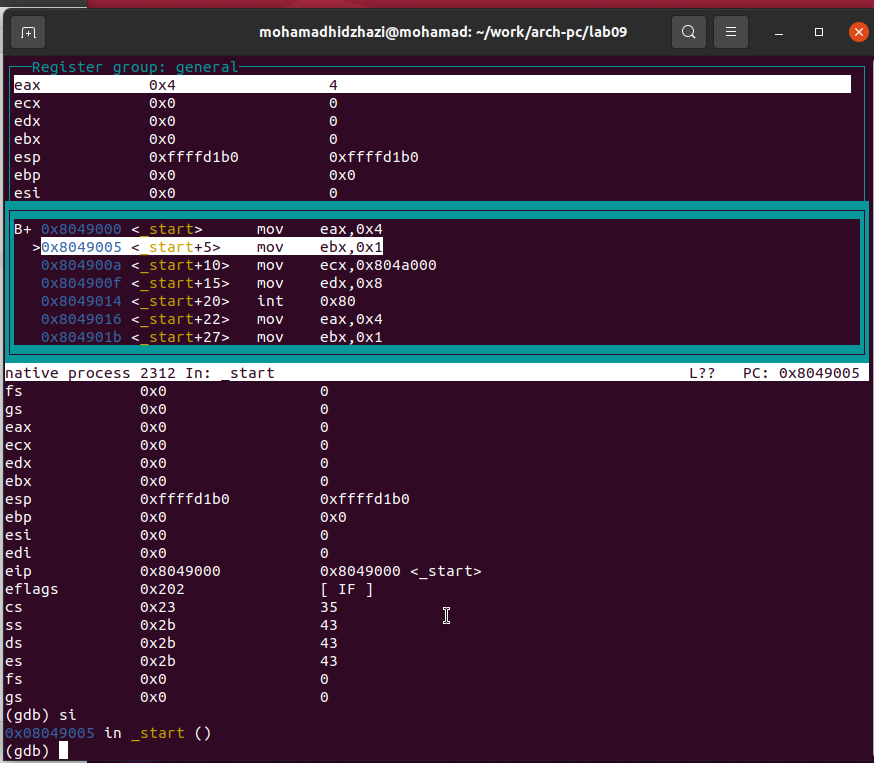 mohamadhidzhazi@mohamad: ~/work/arch-pc/lab09
Register group: general
eax 0x4 4
ecx 0x0 0
edx 0x0 0
ebx 0x0 0
esp 0xffffd1b0 0xffffd1b0
ebp 0x0 0x0
esi 0x0 0
B+ 0x8049000 <_start> mov eax,0x4
>0x8049005 <_start+5> mov ebx,0x1
0x804900a <_start+10> mov ecx,0x804a000
0x804900f <_start+15> mov edx,0x8
0x8049014 <_start+20> int 0x80
0x8049016 <_start+22> mov eax,0x4
0x804901b <_start+27> mov ebx,0x1
native process 2312 In: _start L?? PC: 0x8049005
fs 0x0 0
gs 0x0 0
eax 0x0 0
ecx 0x0 0
edx 0x0 0
ebx 0x0 0
esp 0xffffd1b0 0xffffd1b0
ebp 0x0 0x0
esi 0x0 0
edi 0x0 0
eip 0x8049000 0x8049000 <_start>
eflags 0x202 [ IF ]
cs 0x23 35
ss 0x2b 43
ds 0x2b 43
es 0x2b 43
fs 0x0 0
gs 0x0 0
(gdb) si
0x08049005 in _start ()
(gdb)